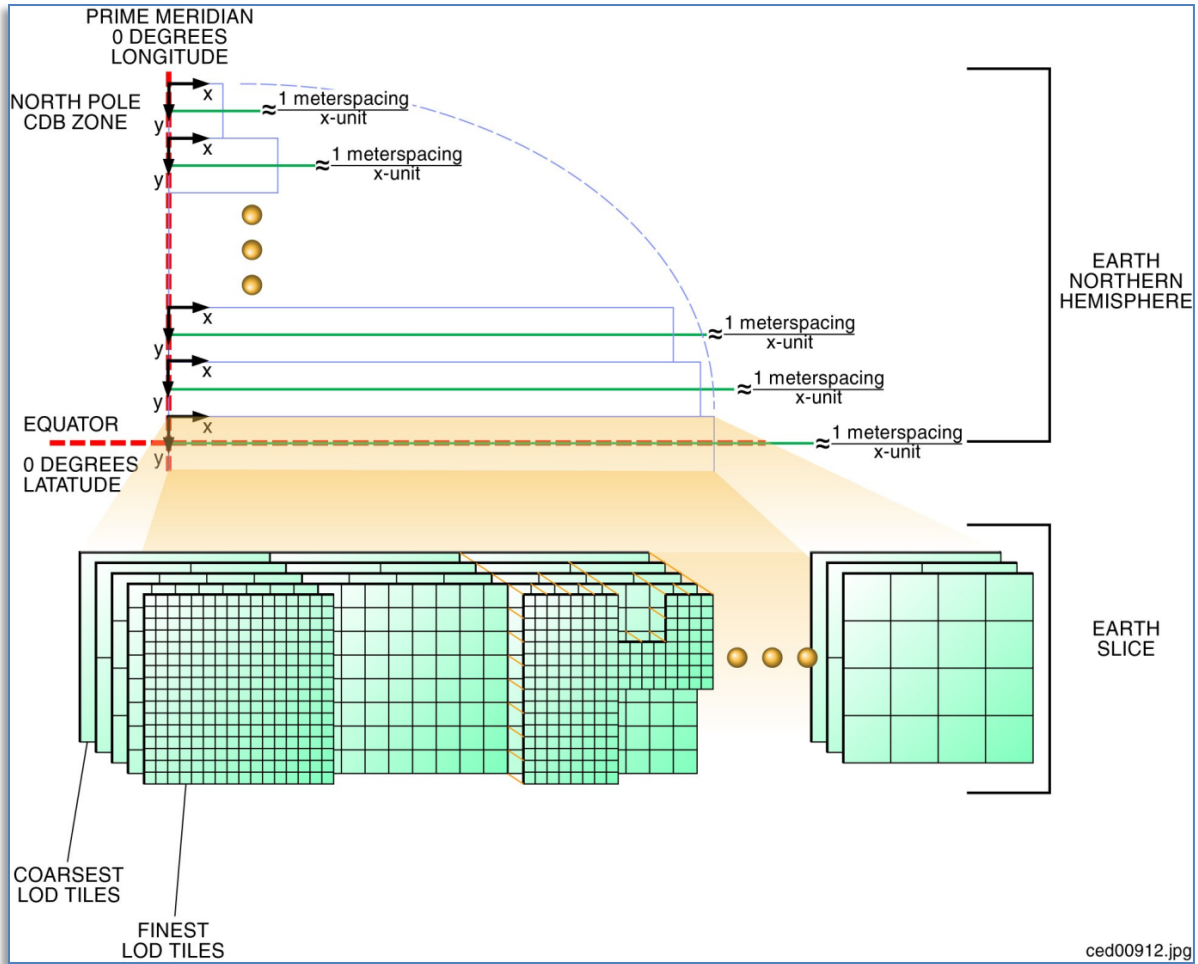 PRIME MERIDIAN
0 DEGREES
LONGITUDE
NORTH POLE
CDB ZONE
x
y
≈ 1 meterspacing
x-unit
x
y
≈ 1 meterspacing
x-unit
x
y
≈ 1 meterspacing
x-unit
x
y
≈ 1 meterspacing
x-unit
EARTH
NORTHERN
HEMISPHERE
EQUATOR
x
y
≈ 1 meterspacing
x-unit
0 DEGREES
LATATUDE
EARTH
SLICE
COARSEST
LOD TILES
FINEST
LOD TILES
ced00912.jpg